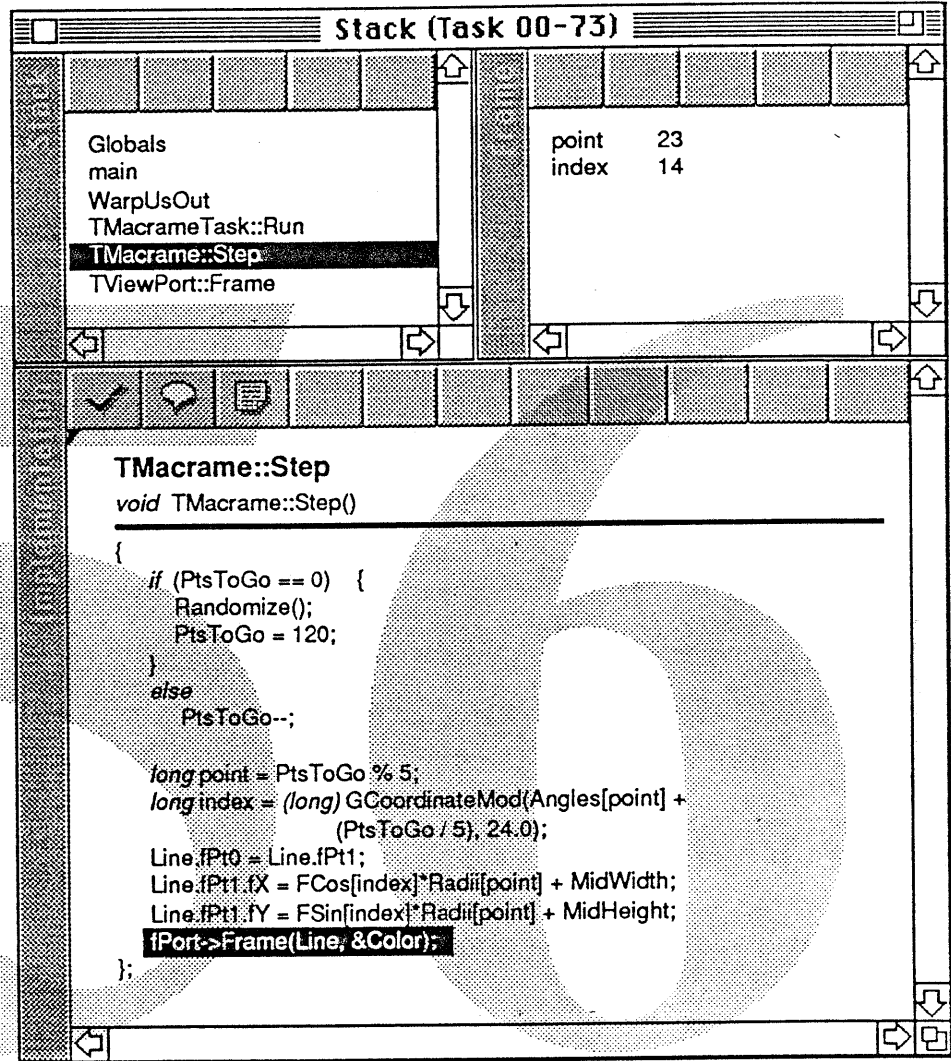 Stack (Task 00-73)
Globals
main
WarpUsOut
TMacrameTask::Run
TMacrame::Step
TViewPort::Frame
point 23
index 14
TMacrame::Step
void TMacrame::Step()
{
if (PtsToGo == 0) {
Randomize();
PtsToGo = 120;
}
else
PtsToGo--;
long point = PtsToGo % 5;
long index = (long) GCoordinateMod(Angles[point] +
(PtsToGo / 5), 24.0);
Line.fPt0 = Line.fPt1;
Line.fPt1.fX = FCos[index]*Radii[point] + MidWidth;
Line.fPt1.fY = FSin[index]*Radii[point] + MidHeight;
fPort->Frame(Line, &Color);
};